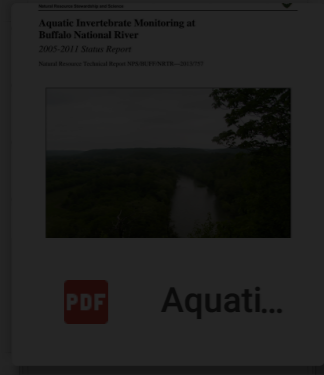 Aquatic Invertebrate Monitoring at
Buffalo National River
2005-2011 Status Report
PDF
Aquati...